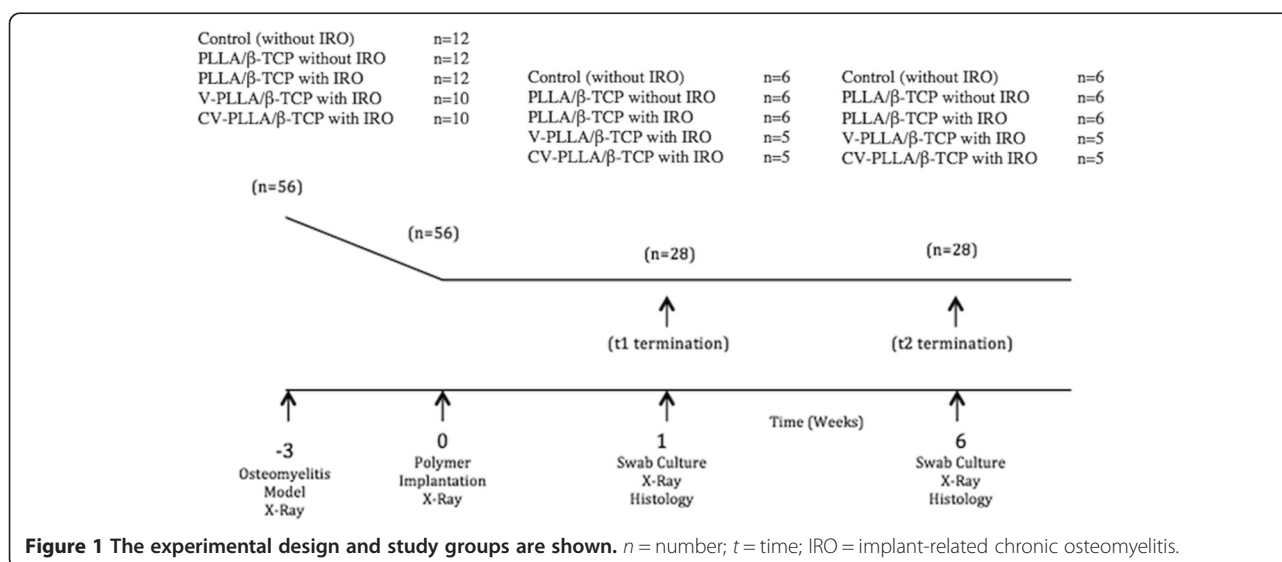 Control (without IRO) n=12
PLLA/β-TCP without IRO n=12
PLLA/β-TCP with IRO n=12
V-PLLA/β-TCP with IRO n=10
CV-PLLA/β-TCP with IRO n=10
Control (without IRO) n=6
PLLA/β-TCP without IRO n=6
PLLA/β-TCP with IRO n=6
V-PLLA/β-TCP with IRO n=5
CV-PLLA/β-TCP with IRO n=5
Control (without IRO) n=6
PLLA/β-TCP without IRO n=6
PLLA/β-TCP with IRO n=6
V-PLLA/β-TCP with IRO n=5
CV-PLLA/β-TCP with IRO n=5
(n=56)
(n=56)
(n=28)
(n=28)
(t1 termination)
(t2 termination)
Time (Weeks)
-3
Osteomyelitis
Model
X-Ray
0
Polymer
Implantation
X-Ray
1
Swab Culture
X-Ray
Histology
6
Swab Culture
X-Ray
Histology
Figure 1 The experimental design and study groups are shown. n = number; t = time; IRO = implant-related chronic osteomyelitis.